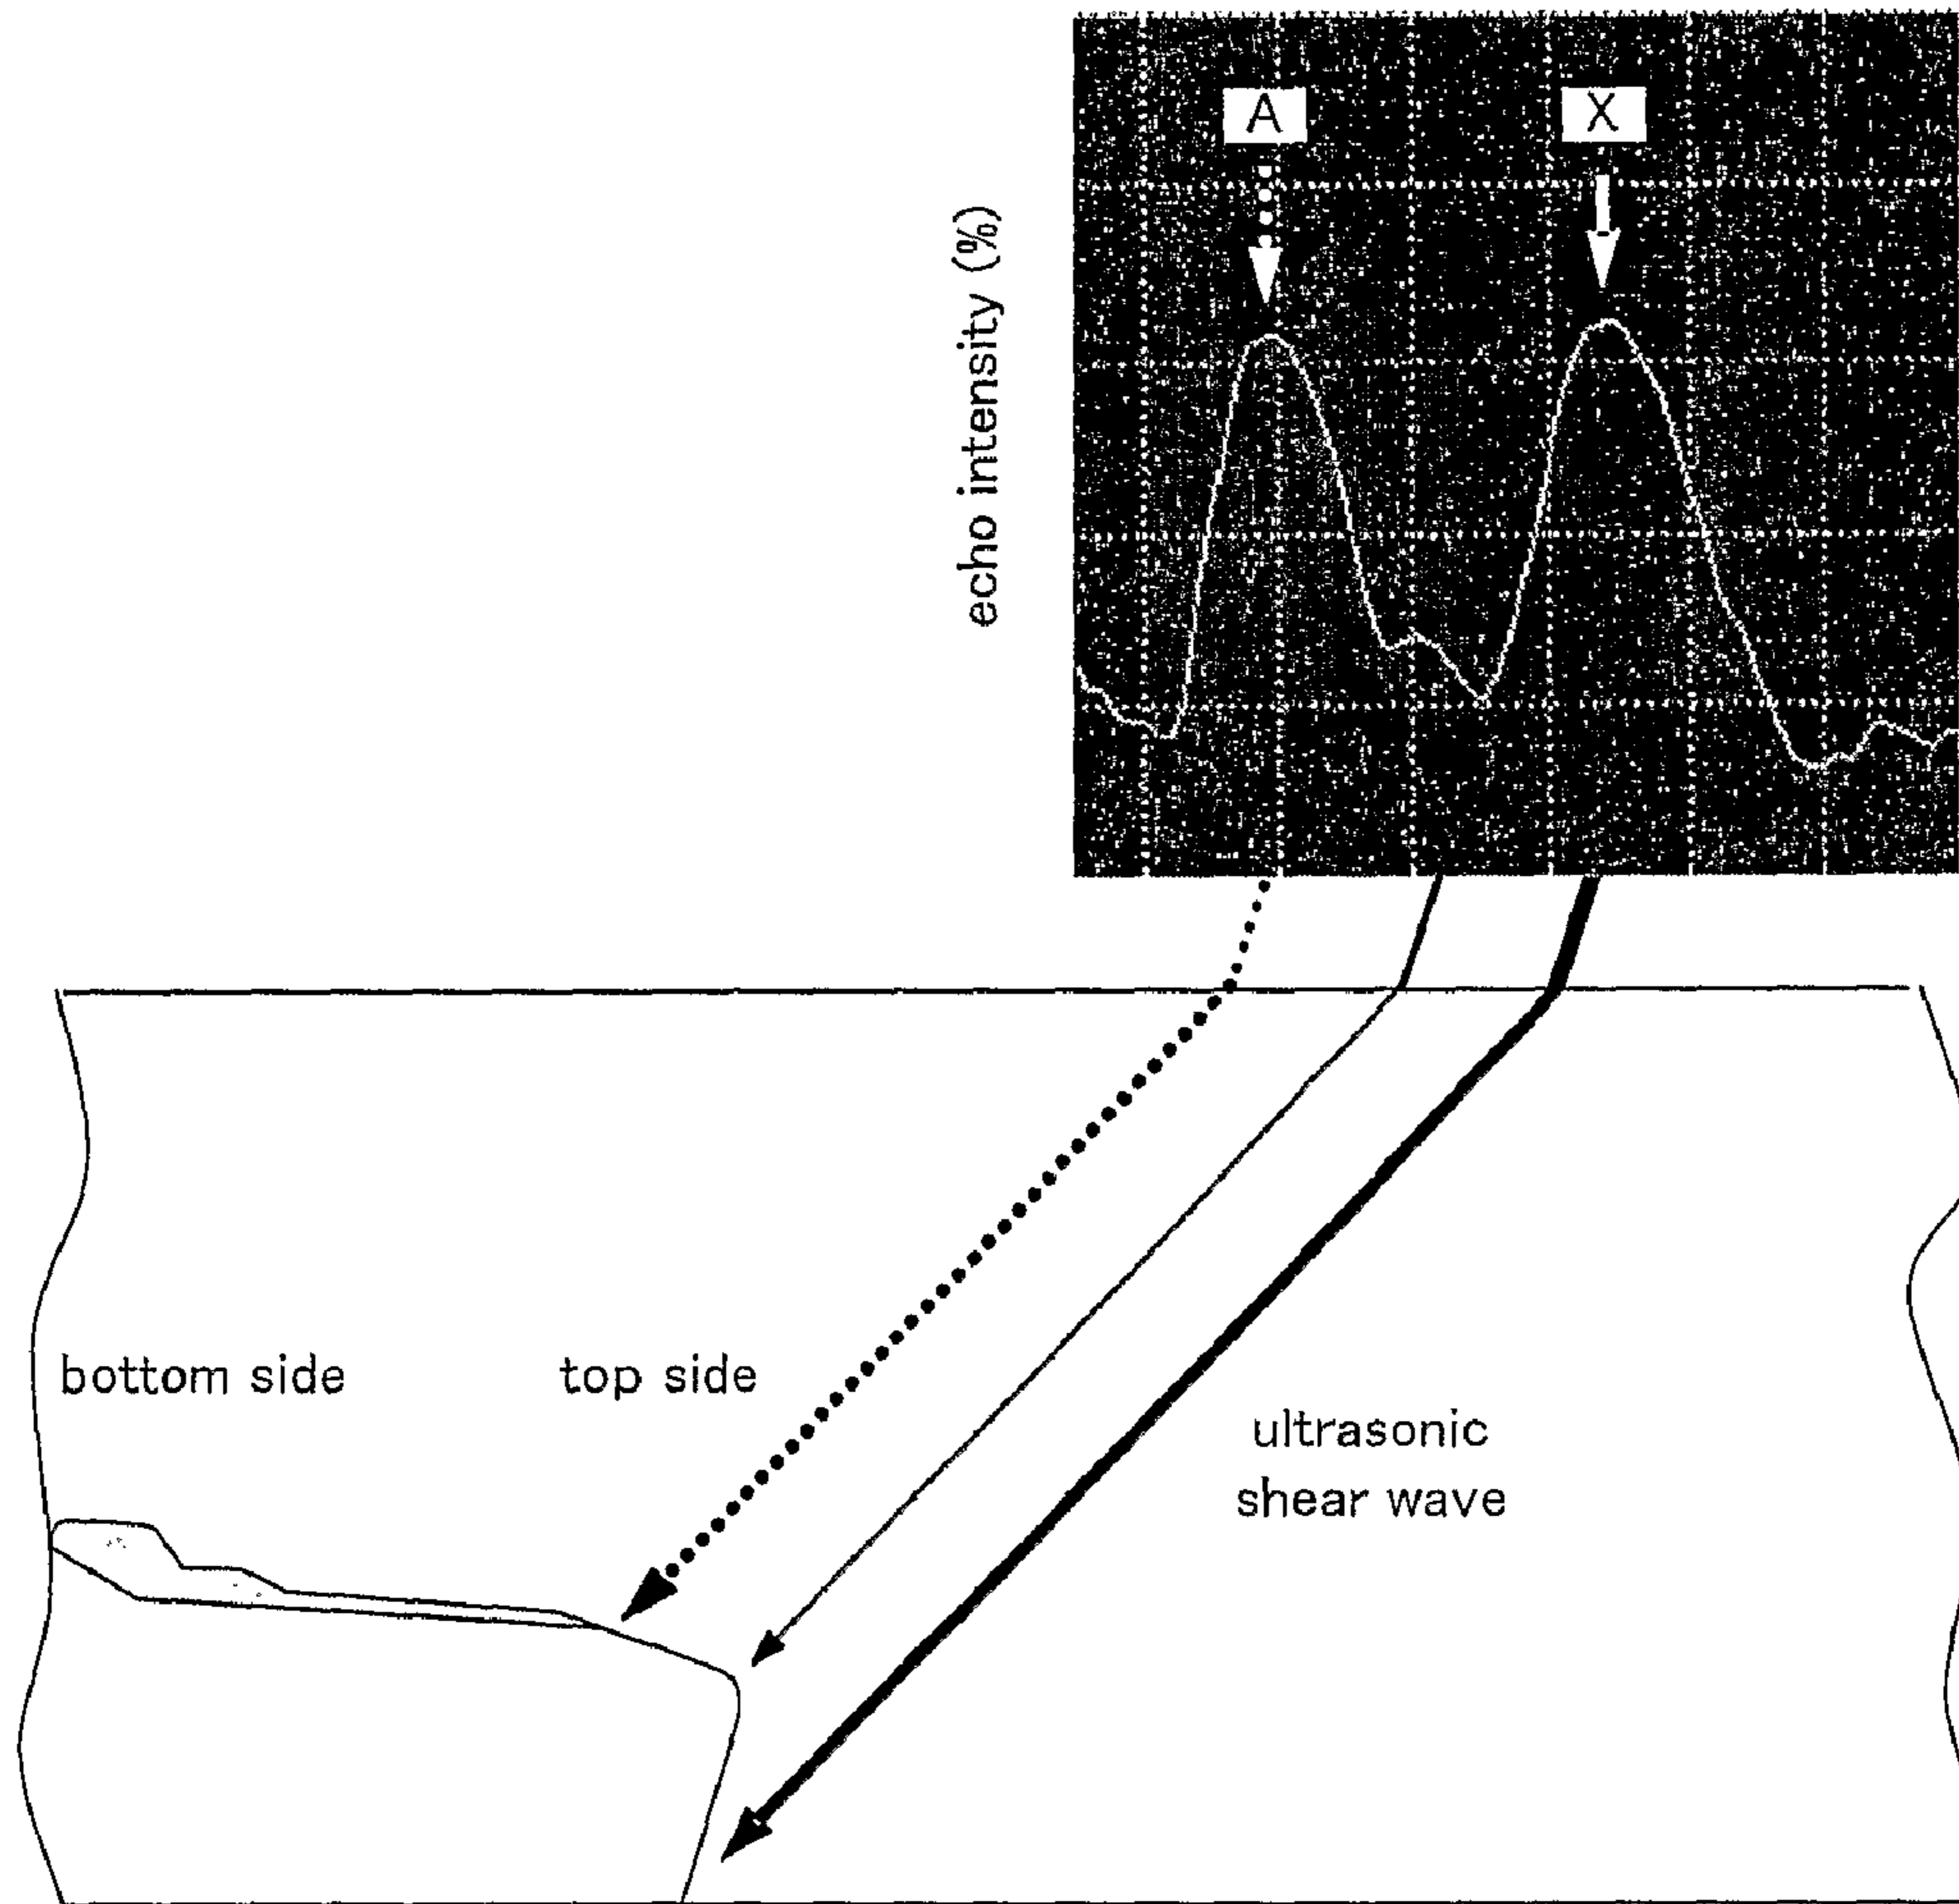 A
X
echo intensity (%)
bottom side
top side
ultrasonic
shear wave